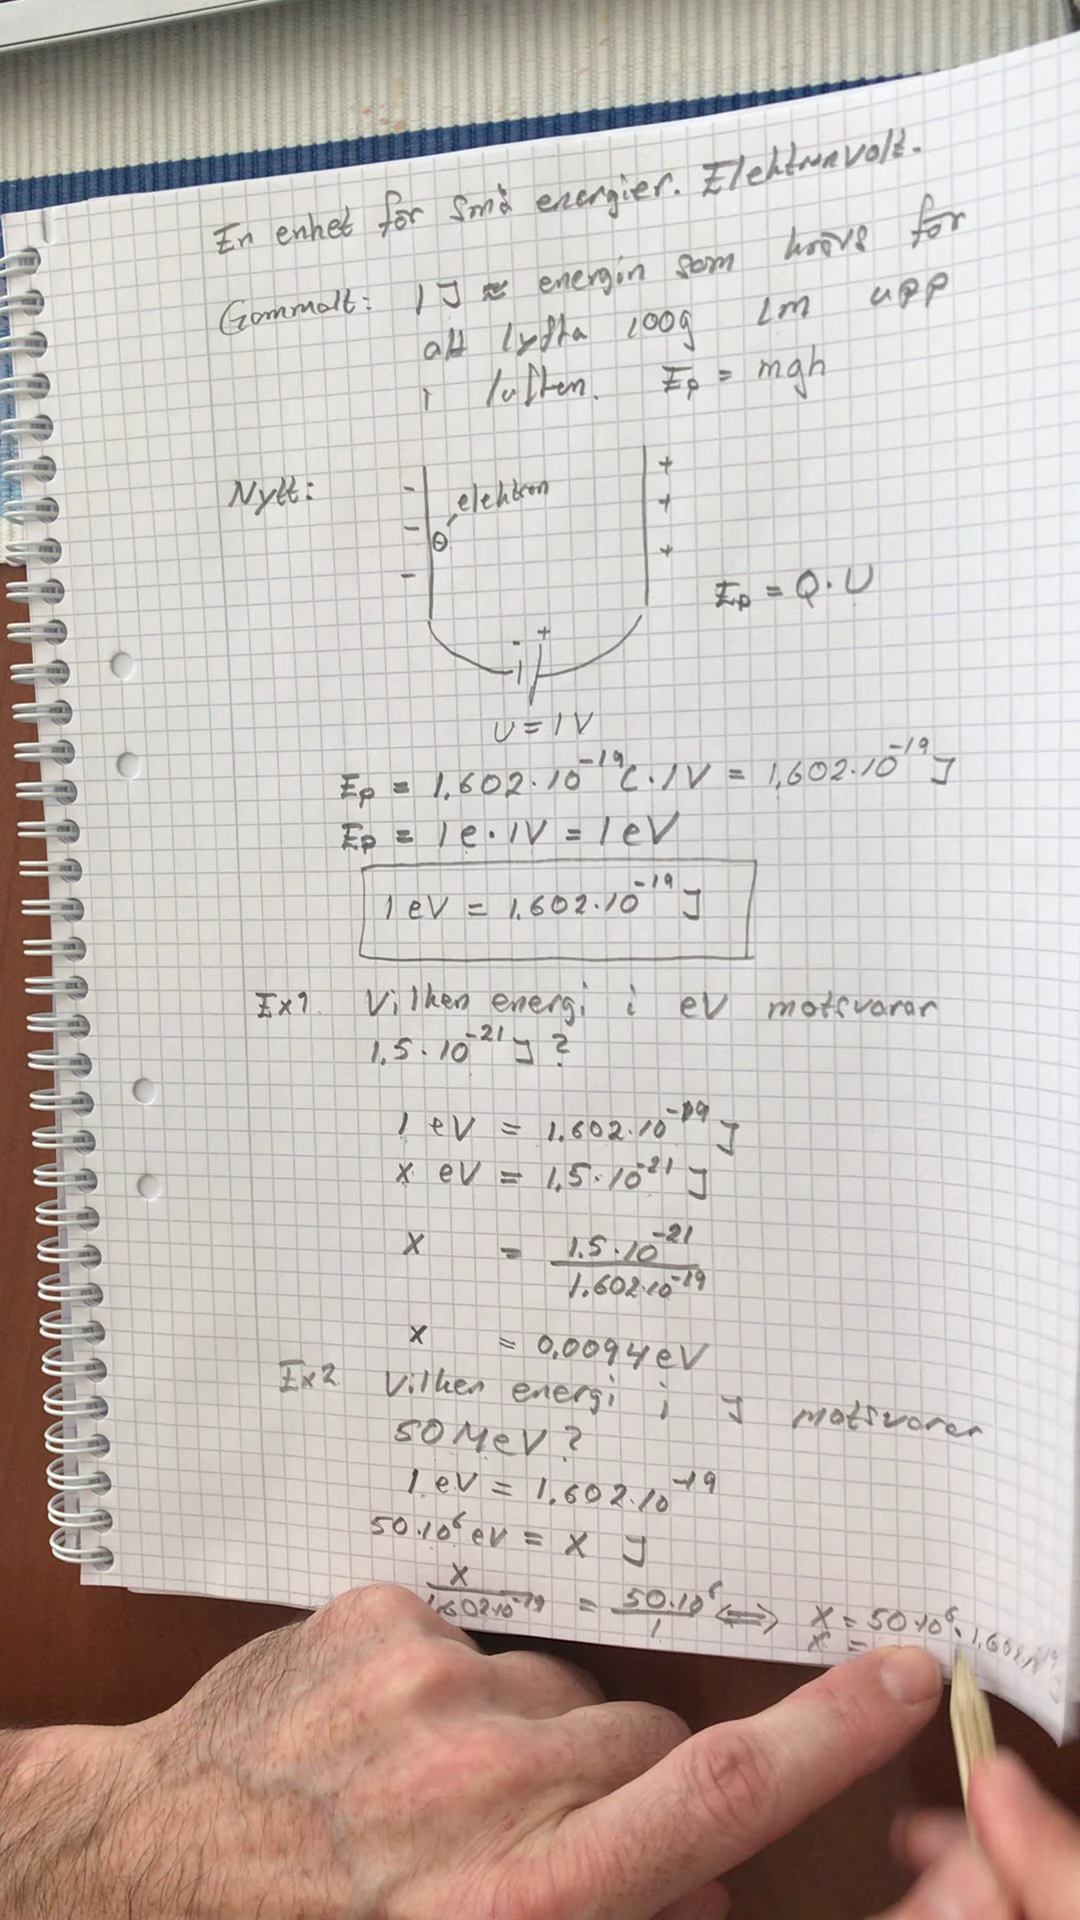 En enhet för små energier. Elektronvolt.
Gammalt: 1 J ≈ energin som krävs för
att lyfta 100g 1m upp
i luften. Ep = mgh
Nytt:
elektron
- - -
+ + +
Ep = Q·U
- +
U = 1V
Ep = 1,602·10^-19 C·1V = 1,602·10^-19 J
Ep = 1e·1V = 1eV
1 eV = 1,602·10^-19 J
Ex1. Vilken energi i eV motsvarar
1,5·10^-21 J?
1 eV = 1,602·10^-19 J
x eV = 1,5·10^-21 J
x = 1,5·10^-21 / 1,602·10^-19
x = 0,0094 eV
Ex2 Vilken energi i J motsvarar
50 MeV?
1 eV = 1,602·10^-19
50·10^6 eV = x J
x / 1,602·10^-19 = 50·10^6 / 1 ⟺ x = 50·10^6 · 1,602
x =